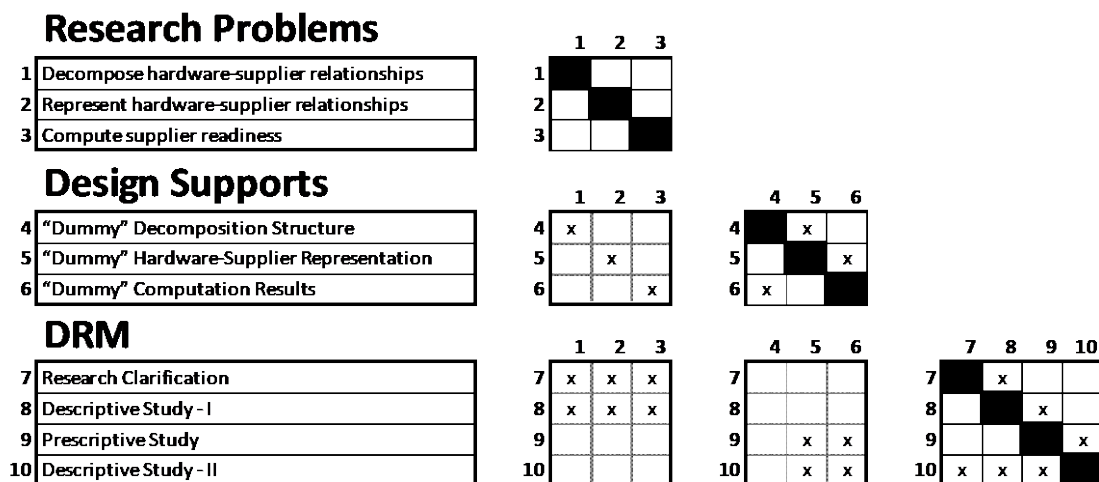 Research Problems
1 2 3
1 Decompose hardware-supplier relationships 1
2 Represent hardware-supplier relationships 2
3 Compute supplier readiness 3
Design Supports
1 2 3 4 5 6
4 “Dummy” Decomposition Structure 4 x 4 x
5 “Dummy” Hardware-Supplier Representation 5 x 5 x
6 “Dummy” Computation Results 6 x 6 x
DRM
1 2 3 4 5 6 7 8 9 10
7 Research Clarification 7 x x x 7 7 x
8 Descriptive Study - I 8 x x x 8 8 x
9 Prescriptive Study 9 9 x x 9 x
10 Descriptive Study - II 10 10 x x 10 x x x